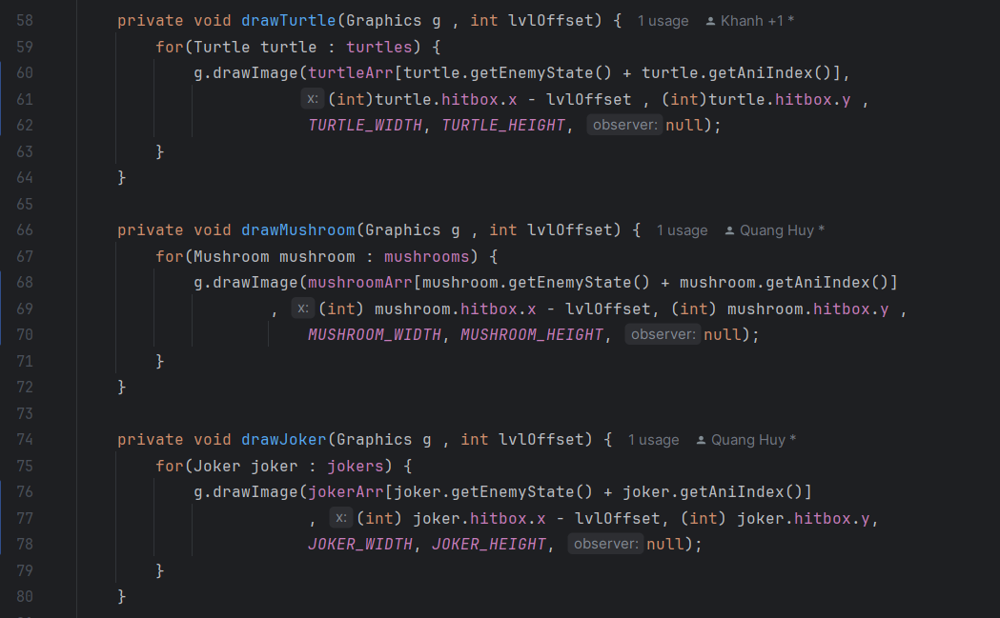 58 private void drawTurtle(Graphics g , int lvlOffset) { 1 usage Khanh +1 *
59 for(Turtle turtle : turtles) {
60 g.drawImage(turtleArr[turtle.getEnemyState() + turtle.getAniIndex()],
61 x: (int)turtle.hitbox.x - lvlOffset , (int)turtle.hitbox.y ,
62 TURTLE_WIDTH, TURTLE_HEIGHT, observer: null);
63 }
64 }
65
66 private void drawMushroom(Graphics g , int lvlOffset) { 1 usage Quang Huy *
67 for(Mushroom mushroom : mushrooms) {
68 g.drawImage(mushroomArr[mushroom.getEnemyState() + mushroom.getAniIndex()]
69 , x: (int) mushroom.hitbox.x - lvlOffset, (int) mushroom.hitbox.y ,
70 MUSHROOM_WIDTH, MUSHROOM_HEIGHT, observer: null);
71 }
72 }
73
74 private void drawJoker(Graphics g , int lvlOffset) { 1 usage Quang Huy *
75 for(Joker joker : jokers) {
76 g.drawImage(jokerArr[joker.getEnemyState() + joker.getAniIndex()]
77 , x: (int) joker.hitbox.x - lvlOffset, (int) joker.hitbox.y,
78 JOKER_WIDTH, JOKER_HEIGHT, observer: null);
79 }
80 }